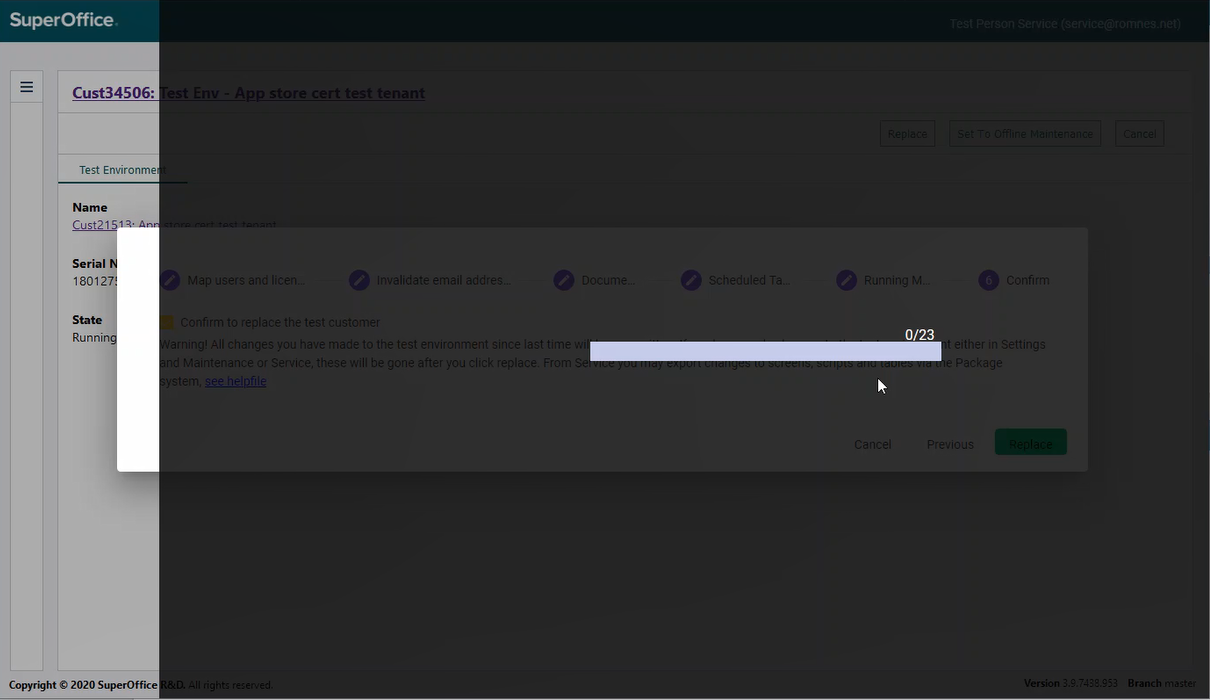 SuperOffice.
Test Person Service (service@romnes.net)
Cust34506: Test Env - App store cert test tenant
Replace
Set To Offline Maintenance
Cancel
Test Environment
Name
Cust21513: App store cert test tenant
Serial N
1801275
State
Running
Map users and licen...
Invalidate email addres...
Docume...
Scheduled Ta...
Running M...
6 Confirm
Confirm to replace the test customer
0/23
Warning! All changes you have made to the test environment since last time will either in Settings
and Maintenance or Service, these will be gone after you click replace. From Service you may export changes to screens, scripts and tables via the Package
system, see helpfile
Cancel
Previous
Replace
Copyright © 2020 SuperOffice R&D. All rights reserved.
Version 3.9.7438.953 Branch master